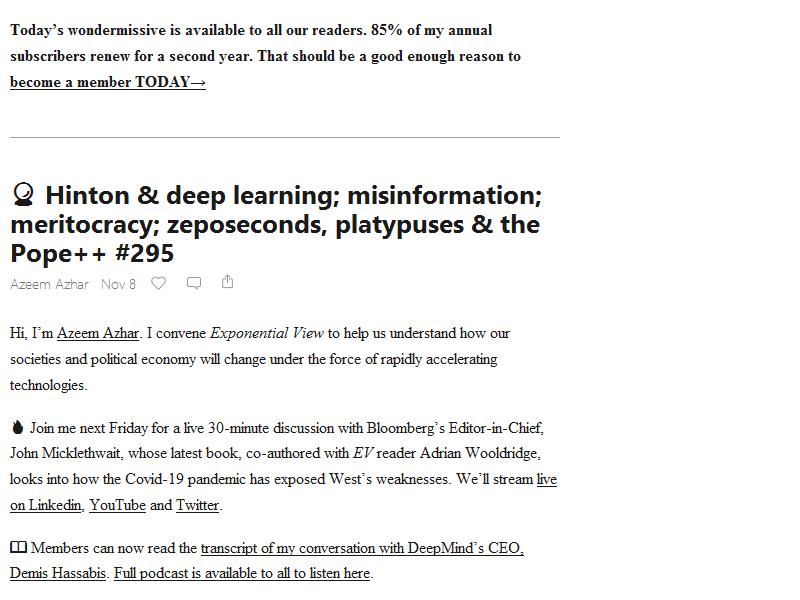 Today’s wondermissive is available to all our readers. 85% of my annual
subscribers renew for a second year. That should be a good enough reason to
become a member TODAY→
🔮 Hinton & deep learning; misinformation;
meritocracy; zeposeconds, platypuses & the
Pope++ #295
Azeem Azhar Nov 8
Hi, I’m Azeem Azhar. I convene Exponential View to help us understand how our
societies and political economy will change under the force of rapidly accelerating
technologies.
🔥 Join me next Friday for a live 30-minute discussion with Bloomberg’s Editor-in-Chief,
John Micklethwait, whose latest book, co-authored with EV reader Adrian Wooldridge,
looks into how the Covid-19 pandemic has exposed West’s weaknesses. We’ll stream live
on Linkedin, YouTube and Twitter.
📖 Members can now read the transcript of my conversation with DeepMind’s CEO,
Demis Hassabis. Full podcast is available to all to listen here.